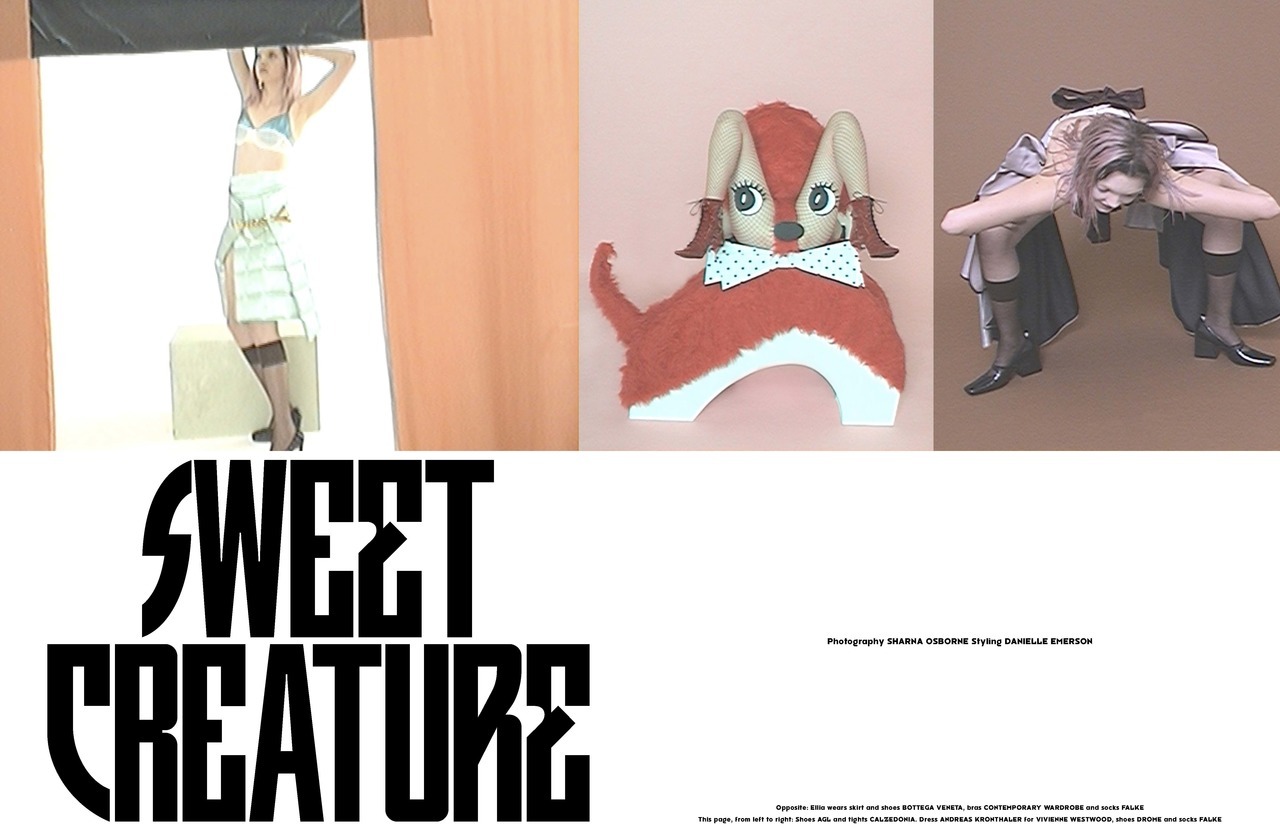 SWEET
CREATURE
Photography SHARNA OSBORNE Styling DANIELLE EMERSON
Opposite: Ellia wears skirt and shoes BOTTEGA VENETA, bras CONTEMPORARY WARDROBE and socks FALKE
This page, from left to right: Shoes AGL and tights CALZEDONIA. Dress ANDREAS KRONTHALER for VIVIENNE WESTWOOD, shoes DROME and socks FALKE